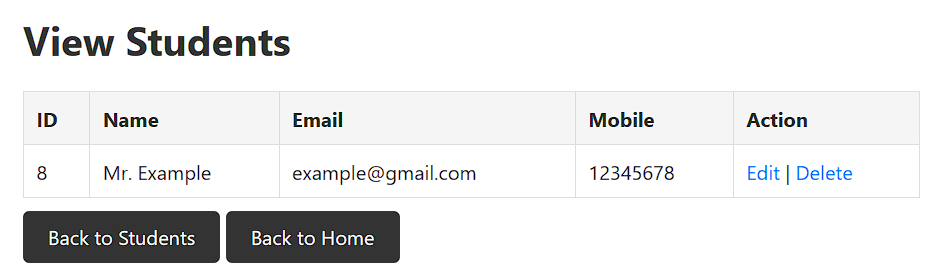 View Students
ID Name Email Mobile Action
8 Mr. Example example@gmail.com 12345678 Edit | Delete
Back to Students Back to Home